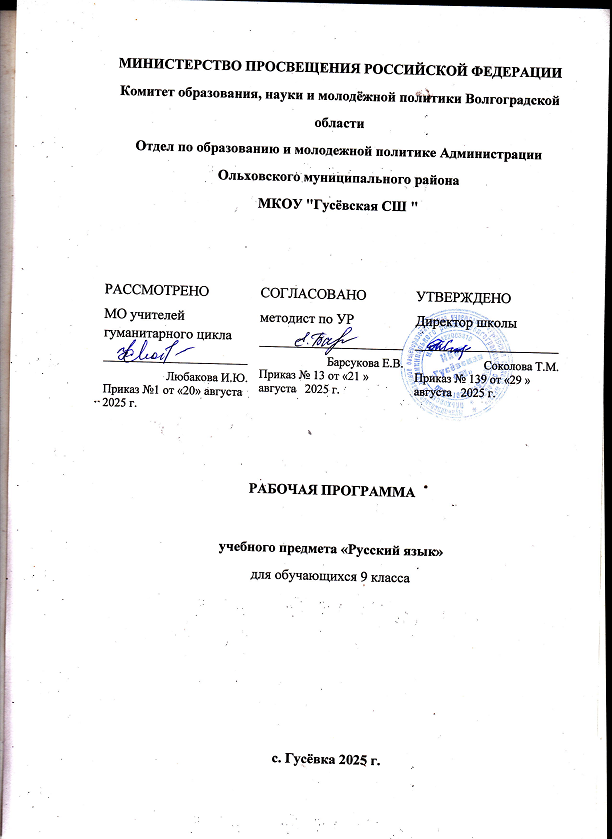 МИНИСТЕРСТВО ПРОСВЕЩЕНИЯ РОССИЙСКОЙ ФЕДЕРАЦИИ
Комитет образования, науки и молодёжной политики Волгоградской
области
Отдел по образованию и молодежной политике Администрации
Ольховского муниципального района
МКОУ "Гусёвская СШ "
РАССМОТРЕНО
МО учителей
гуманитарного цикла
Любакова И.Ю.
Приказ №1 от «20» августа
2025 г.
СОГЛАСОВАНО
методист по УР
Барсукова Е.В.
Приказ № 13 от «21 »
августа 2025 г.
УТВЕРЖДЕНО
Директор школы
Соколова Т.М.
Приказ № 139 от «29 »
августа 2025 г.
РАБОЧАЯ ПРОГРАММА
учебного предмета «Русский язык»
для обучающихся 9 класса
с. Гусёвка 2025 г.